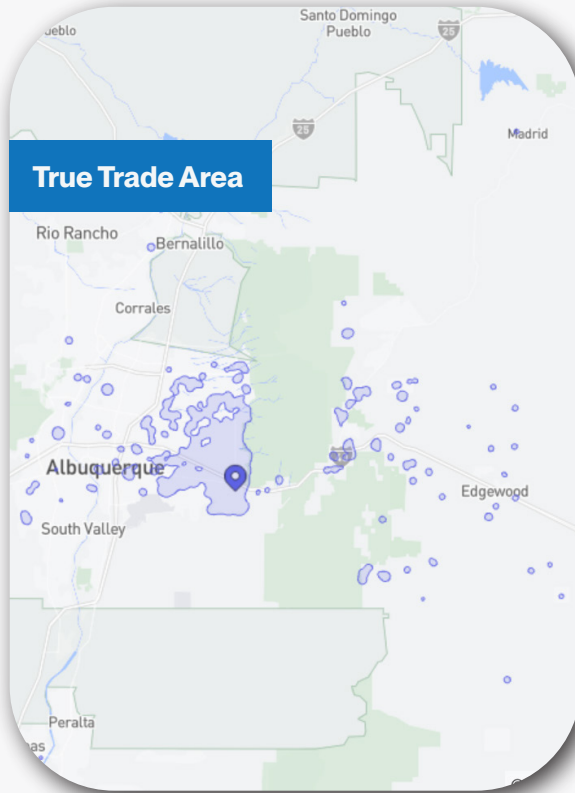 ueblo
Santo Domingo
Pueblo
25
25
Madrid
True Trade Area
Rio Rancho
Bernalillo
Corrales
Albuquerque
Edgewood
South Valley
Peralta
as